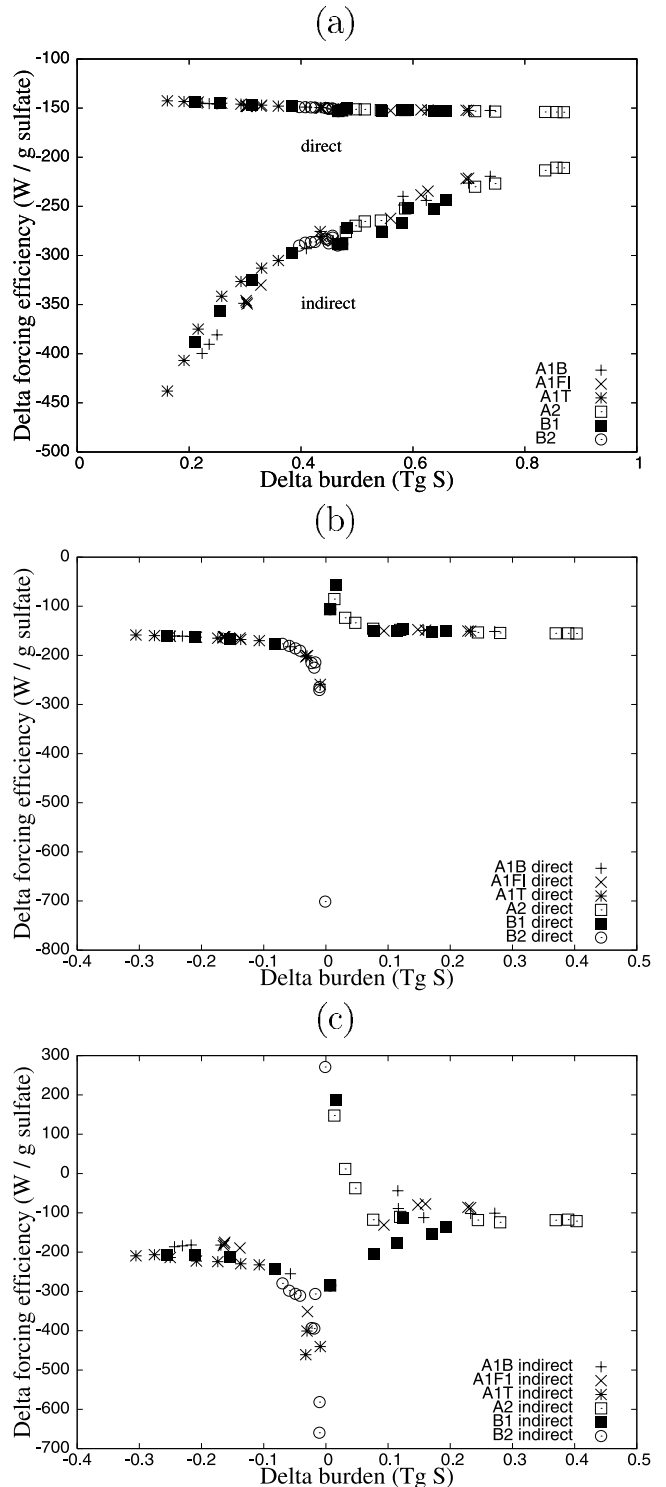 (a)
Delta forcing efficiency (W / g sulfate)
-100
-150
-200
-250
-300
-350
-400
-450
-500
direct
indirect
A1B
A1FI
A1T
A2
B1
B2
0 0.2 0.4 0.6 0.8 1
Delta burden (Tg S)
(b)
Delta forcing efficiency (W / g sulfate)
0
-100
-200
-300
-400
-500
-600
-700
-800
A1B direct
A1FI direct
A1T direct
A2 direct
B1 direct
B2 direct
-0.4 -0.3 -0.2 -0.1 0 0.1 0.2 0.3 0.4 0.5
Delta burden (Tg S)
(c)
Delta forcing efficiency (W / g sulfate)
300
200
100
0
-100
-200
-300
-400
-500
-600
-700
A1B indirect
A1F1 indirect
A1T indirect
A2 indirect
B1 indirect
B2 indirect
-0.4 -0.3 -0.2 -0.1 0 0.1 0.2 0.3 0.4 0.5
Delta burden (Tg S)